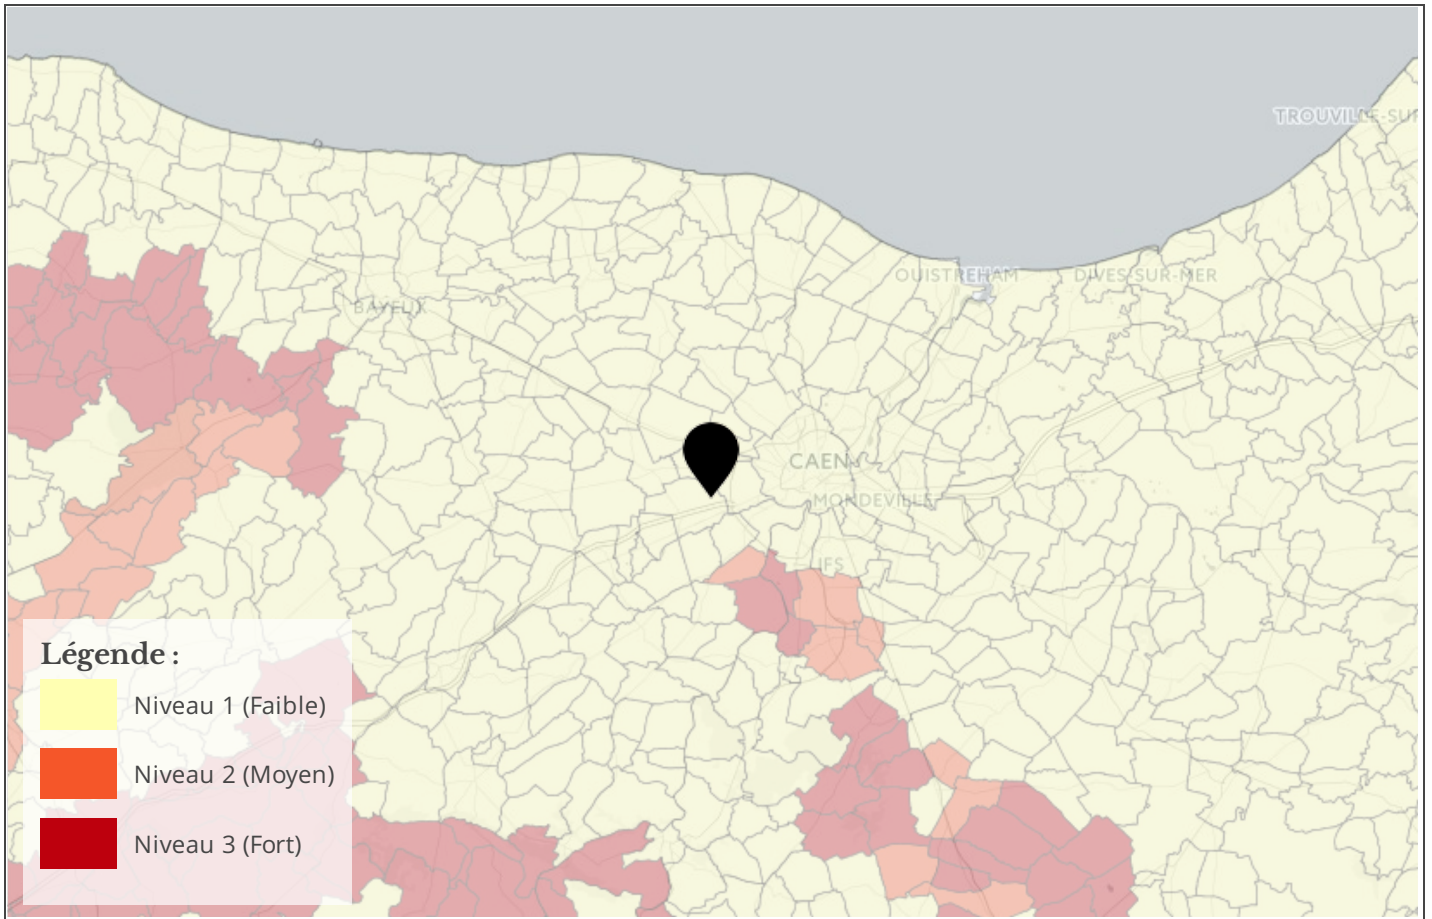 TROUVILLE-SUR
OUISTREHAM
DIVES-SUR-MER
BAYEUX
CAEN
MONDEVILLE
IFS
Légende :
Niveau 1 (Faible)
Niveau 2 (Moyen)
Niveau 3 (Fort)